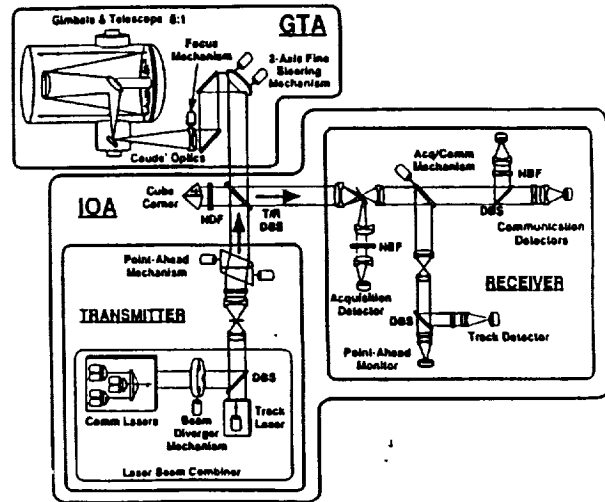 Gimbels & Telescope 8:1
GTA
Focus
Mechanism
2-Axis Fine
Steering
Mechanism
Coude' Optics
Acq/Comm
Mechanism
NBF
Cube
Corner
IOA
NDF
T/R
DBS
DBS
Communication
Detectors
Point-Ahead
Mechanism
NBF
RECEIVER
Acquisition
Detector
TRANSMITTER
DBS
Track Detector
Point-Ahead
Monitor
DBS
Comm Lasers
Beam
Diverger
Mechanism
Track
Laser
Laser Beam Combiner